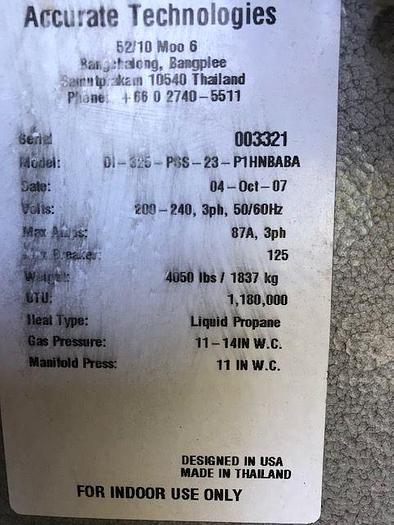 Accurate Technologies
52/10 Moo 6
Bangchalong, Bangplee
Samutprakarn 10540 Thailand
Phone: +66 0 2740-5511
Serial 003321
Model: DI-325-PSS-23-P1HNBABA
Date: 04-Oct-07
Volts: 200-240, 3ph, 50/60Hz
Max Amps: 87A, 3ph
Breaker: 125
Weight: 4050 lbs / 1837 kg
BTU: 1,180,000
Heat Type: Liquid Propane
Gas Pressure: 11-14IN W.C.
Manifold Press: 11 IN W.C.
DESIGNED IN USA
MADE IN THAILAND
FOR INDOOR USE ONLY